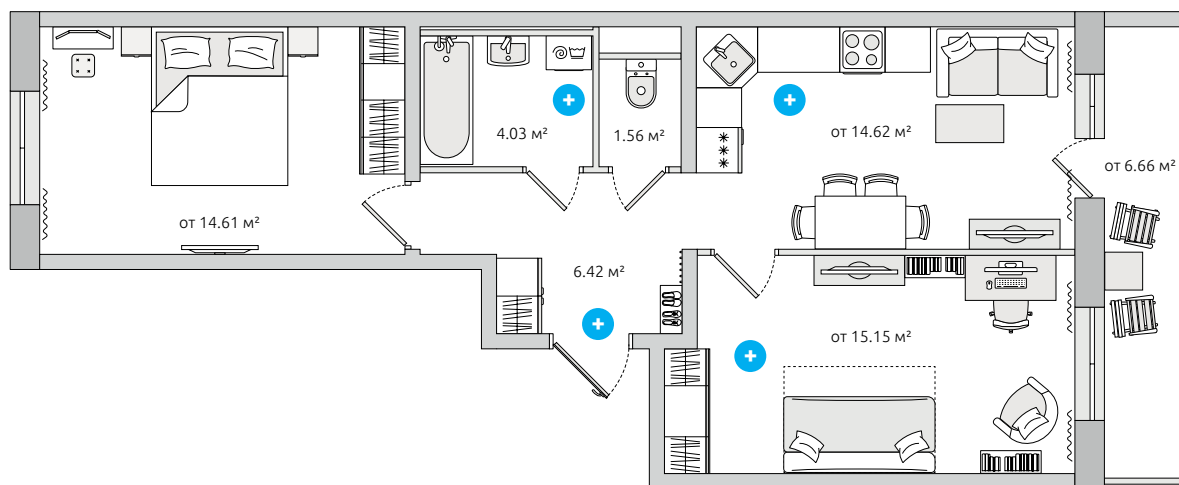 4.03 м²
1.56 м²
от 14.62 м²
от 6.66 м²
от 14.61 м²
6.42 м²
от 15.15 м²